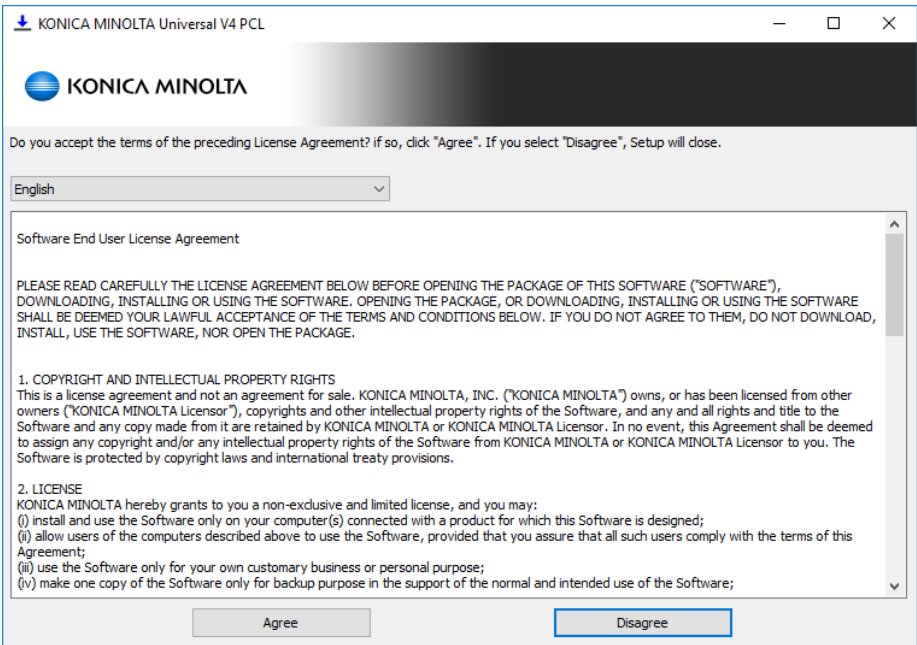 KONICA MINOLTA Universal V4 PCL
KONICA MINOLTA
Do you accept the terms of the preceding License Agreement? if so, click "Agree". If you select "Disagree", Setup will close.
English
Software End User License Agreement
PLEASE READ CAREFULLY THE LICENSE AGREEMENT BELOW BEFORE OPENING THE PACKAGE OF THIS SOFTWARE ("SOFTWARE"),
DOWNLOADING, INSTALLING OR USING THE SOFTWARE. OPENING THE PACKAGE, OR DOWNLOADING, INSTALLING OR USING THE SOFTWARE
SHALL BE DEEMED YOUR LAWFUL ACCEPTANCE OF THE TERMS AND CONDITIONS BELOW. IF YOU DO NOT AGREE TO THEM, DO NOT DOWNLOAD,
INSTALL, USE THE SOFTWARE, NOR OPEN THE PACKAGE.
1. COPYRIGHT AND INTELLECTUAL PROPERTY RIGHTS
This is a license agreement and not an agreement for sale. KONICA MINOLTA, INC. ("KONICA MINOLTA") owns, or has been licensed from other
owners ("KONICA MINOLTA Licensor"), copyrights and other intellectual property rights of the Software, and any and all rights and title to the
Software and any copy made from it are retained by KONICA MINOLTA or KONICA MINOLTA Licensor. In no event, this Agreement shall be deemed
to assign any copyright and/or any intellectual property rights of the Software from KONICA MINOLTA or KONICA MINOLTA Licensor to you. The
Software is protected by copyright laws and international treaty provisions.
2. LICENSE
KONICA MINOLTA hereby grants to you a non-exclusive and limited license, and you may:
(i) install and use the Software only on your computer(s) connected with a product for which this Software is designed;
(ii) allow users of the computers described above to use the Software, provided that you assure that all such users comply with the terms of this
Agreement;
(iii) use the Software only for your own customary business or personal purpose;
(iv) make one copy of the Software only for backup purpose in the support of the normal and intended use of the Software;
Agree
Disagree